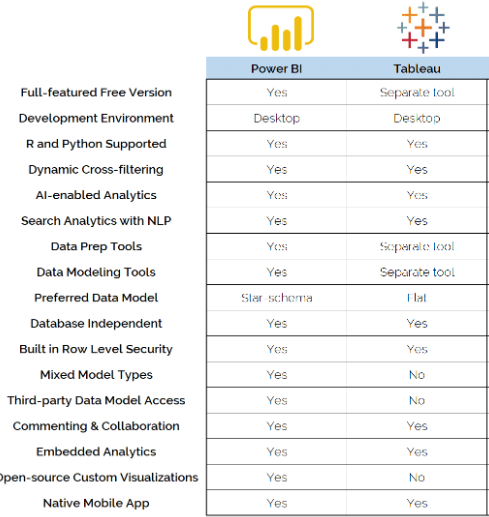 Power BI Tableau
Full-featured Free Version Yes Separate tool
Development Environment Desktop Desktop
R and Python Supported Yes Yes
Dynamic Cross-filtering Yes Yes
AI-enabled Analytics Yes Yes
Search Analytics with NLP Yes Yes
Data Prep Tools Yes Separate tool
Data Modeling Tools Yes Separate tool
Preferred Data Model Star-schema Flat
Database Independent Yes Yes
Built in Row Level Security Yes Yes
Mixed Model Types Yes No
Third-party Data Model Access Yes No
Commenting & Collaboration Yes Yes
Embedded Analytics Yes Yes
Open-source Custom Visualizations Yes No
Native Mobile App Yes Yes